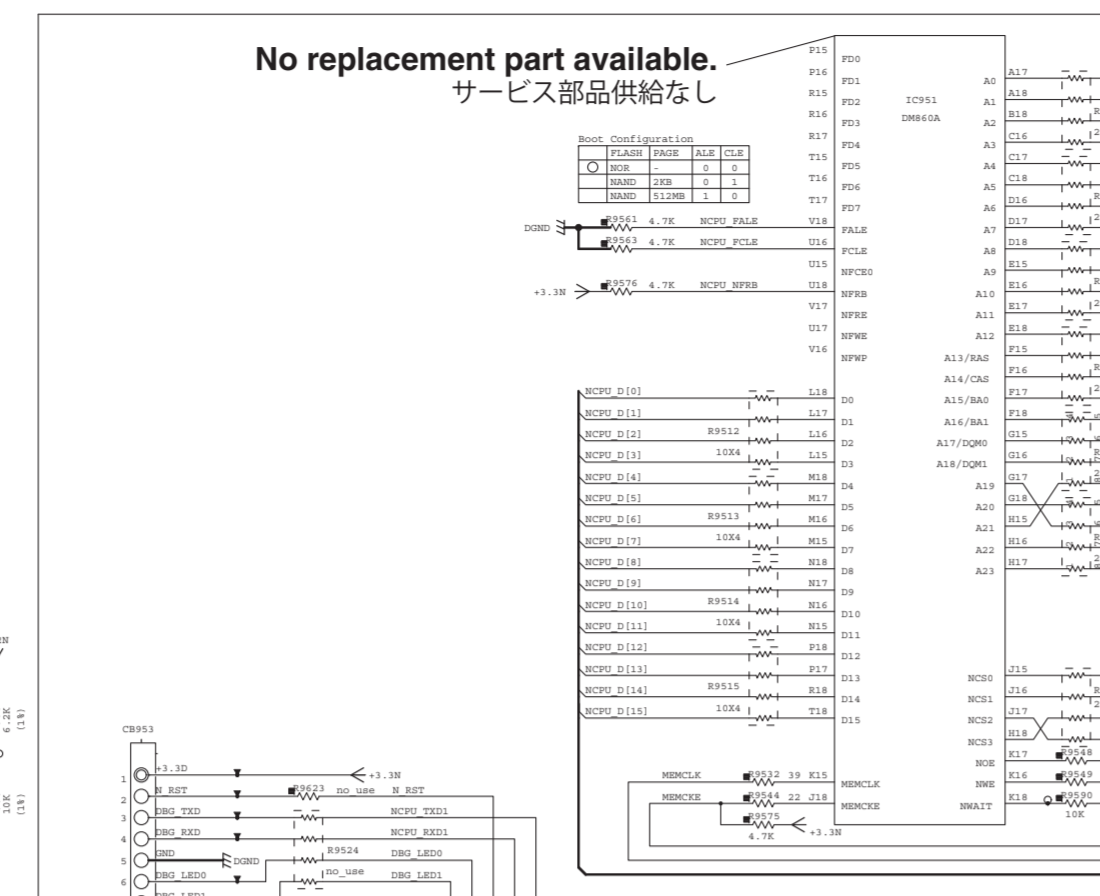 No replacement part available.
サービス部品供給なし
Boot Configuration
FLASH PAGE ALE CLE
NOR - 0 0
NAND 2KB 0 1
NAND 512MB 1 0
DGND R9561 4.7K NCPU_FALE
R9563 4.7K NCPU_FCLE
+3.3N R9576 4.7K NCPU_NFRB
IC951
DM860A
P15 FD0
P16 FD1
R15 FD2
R16 FD3
R17 FD4
T15 FD5
T16 FD6
T17 FD7
V18 FALE
U16 FCLE
U15 NFCE0
U18 NFRB
V17 NFRE
U17 NFWE
V16 NFWP
A0 A17
A1 A18
A2 B18
A3 C16
A4 C17
A5 C18
A6 D16
A7 D17
A8 D18
A9 E15
A10 E16
A11 E17
A12 E18
A13/RAS F15
A14/CAS F16
A15/BA0 F17
A16/BA1 F18
A17/DQM0 G15
A18/DQM1 G16
A19 G17
A20 G18
A21 H15
A22 H16
A23 H17
NCPU_D[0] L18 D0
NCPU_D[1] L17 D1
NCPU_D[2] R9512 L16 D2
NCPU_D[3] 10X4 L15 D3
NCPU_D[4] M18 D4
NCPU_D[5] M17 D5
NCPU_D[6] R9513 M16 D6
NCPU_D[7] 10X4 M15 D7
NCPU_D[8] N18 D8
NCPU_D[9] N17 D9
NCPU_D[10] R9514 N16 D10
NCPU_D[11] 10X4 N15 D11
NCPU_D[12] P18 D12
NCPU_D[13] P17 D13
NCPU_D[14] R9515 R18 D14
NCPU_D[15] 10X4 T18 D15
NCS0 J15
NCS1 J16
NCS2 J17
NCS3 H18
NOE K17 R9548
NWE K16 R9549
NWAIT K18 R9590
10K
MEMCLK R9532 39 K15 MEMCLK
MEMCKE R9544 22 J18 MEMCKE
R9575
4.7K +3.3N
6.2K
(1%)
10K
(1%)
CB953
1 +3.3D +3.3N
2 N_RST R9623 no_use N_RST
3 DBG_TXD NCPU_TXD1
4 DBG_RXD NCPU_RXD1
5 GND DGND R9524 DBG_LED0
6 DBG_LED0 no_use DBG_LED1
DBG_LED1